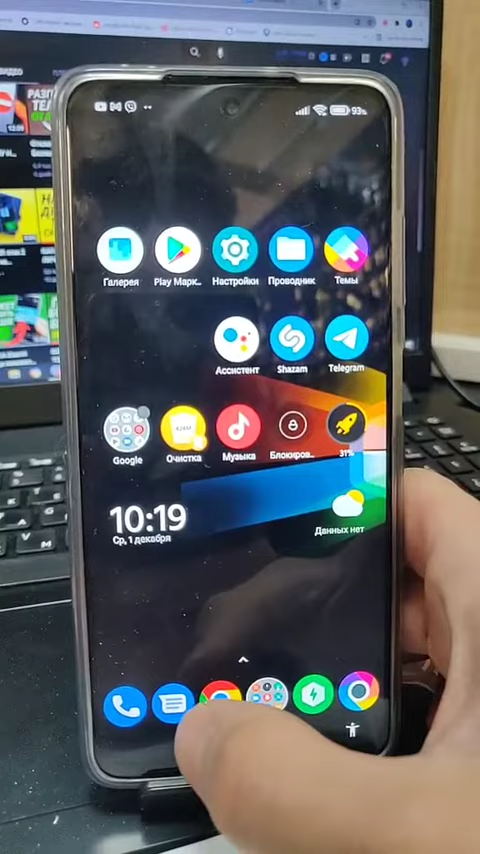 93%
Галерея
Play Марк..
Настройки
Проводник
Темы
Ассистент
Shazam
Telegram
Google
Очистка
Музыка
Блокиров..
31%
10:19
Ср, 1 декабря
Данных нет